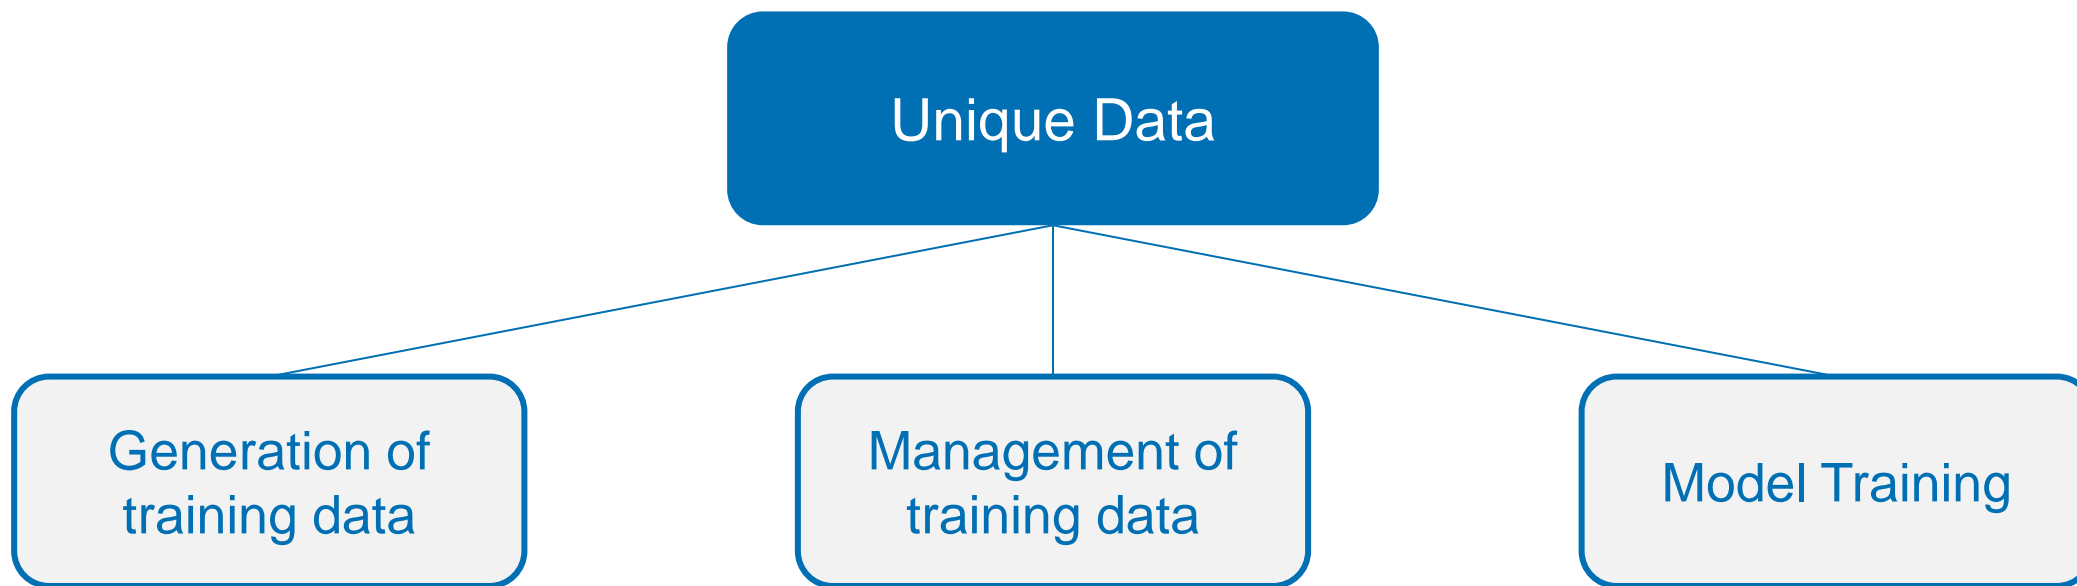 Unique Data
Generation of
training data
Management of
training data
Model Training